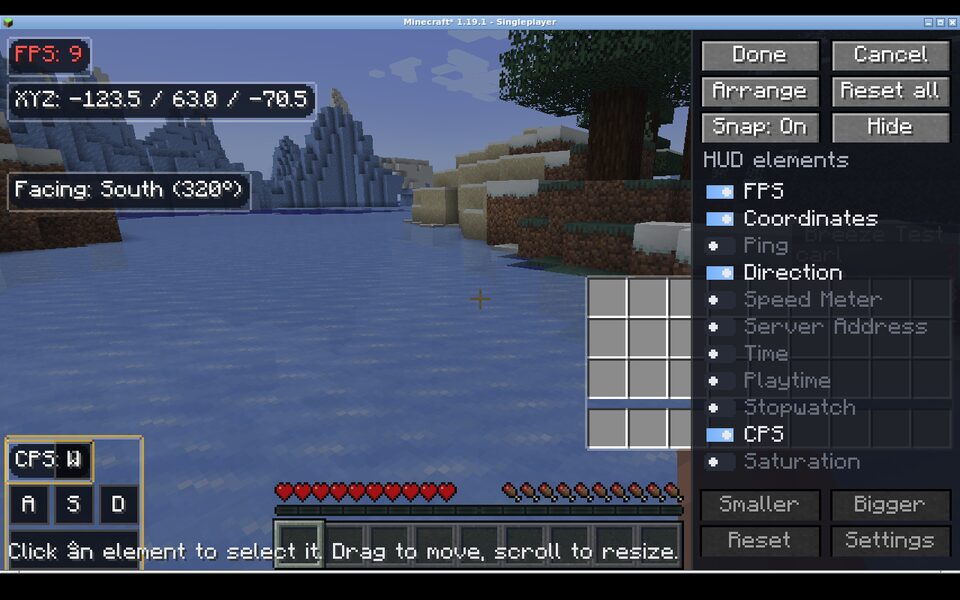 Minecraft* 1.19.1 - Singleplayer
FPS: 9
XYZ: -123.5 / 63.0 / -70.5
Facing: South (320°)
Done
Cancel
Arrange
Reset all
Snap: On
Hide
HUD elements
FPS
Coordinates
Ping
Direction
Speed Meter
Server Address
Time
Playtime
Stopwatch
CPS
Saturation
Smaller
Bigger
Reset
Settings
CPS:
W
A S D
Click an element to select it. Drag to move, scroll to resize.